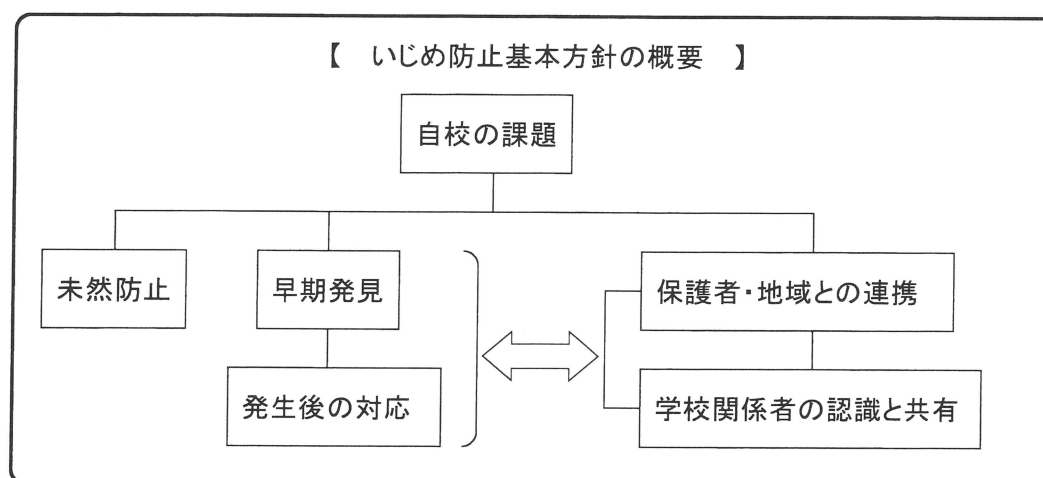 【 いじめ防止基本方針の概要 】
自校の課題
未然防止
早期発見
保護者・地域との連携
発生後の対応
学校関係者の認識と共有